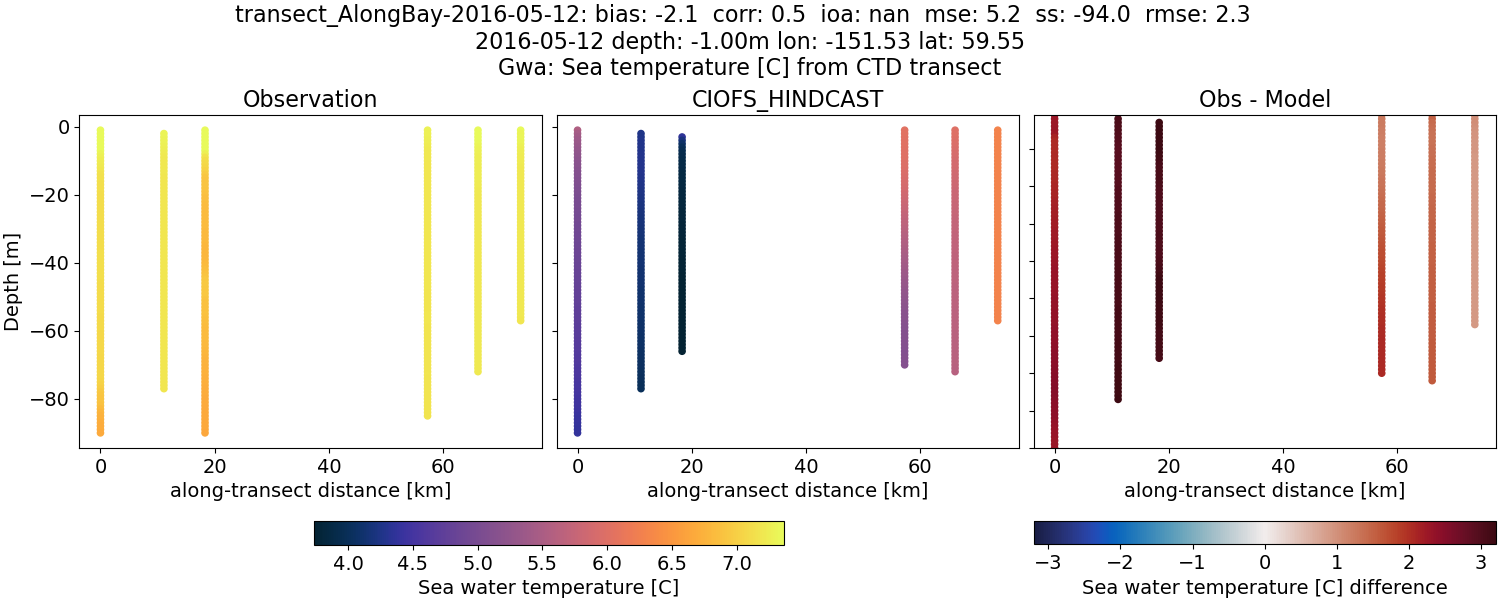 transect_AlongBay-2016-05-12: bias: -2.1 corr: 0.5 ioa: nan mse: 5.2 ss: -94.0 rmse: 2.3
2016-05-12 depth: -1.00m lon: -151.53 lat: 59.55
Gwa: Sea temperature [C] from CTD transect
Observation CIOFS_HINDCAST Obs - Model
Depth [m]
0
−20
−40
−60
−80
0 20 40 60 0 20 40 60 0 20 40 60
along-transect distance [km] along-transect distance [km] along-transect distance [km]
4.0 4.5 5.0 5.5 6.0 6.5 7.0 −3 −2 −1 0 1 2 3
Sea water temperature [C] Sea water temperature [C] difference